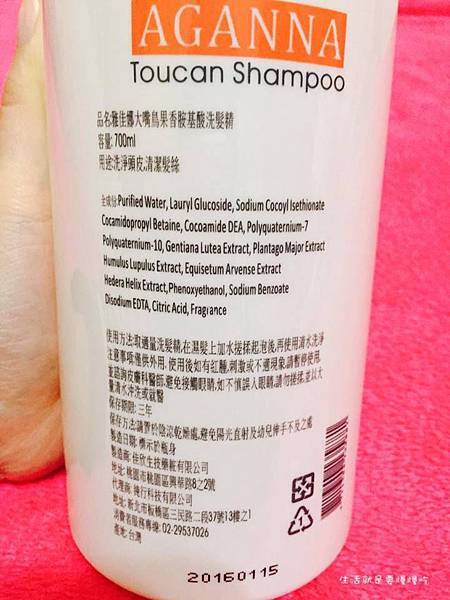 AGANNA
Toucan Shampoo
品名:雅佳娜大嘴鳥果香胺基酸洗髮精
容量:700ml
用途:洗淨頭皮,清潔髮絲
全成份:Purified Water, Lauryl Glucoside, Sodium Cocoyl Isethionate
Cocamidopropyl Betaine, Cocoamide DEA, Polyquaternium-7
Polyquaternium-10, Gentiana Lutea Extract, Plantago Major Extract
Humulus Lupulus Extract, Equisetum Arvense Extract
Hedera Helix Extract,Phenoxyethanol, Sodium Benzoate
Disodium EDTA, Citric Acid, Fragrance
使用方法:取適量洗髮精,在濕髮上加水搓揉起泡後,再使用清水洗淨
注意事項:僅供外用. 使用後如有紅腫,刺激或不適現象,請暫停使用,
並諮詢皮膚科醫師,避免接觸眼睛,如不慎誤入眼睛,請勿搓揉,並以大
量清水沖洗或就醫
保存期限: 三年
保存方法:請置於陰涼乾燥處,避免陽光直射及幼兒伸手不及之處
製造日期: 標示於瓶身
製造商: 佳欣生技藥粧有限公司
地址: 桃園市桃園區興華路8之2號
代理商: 綺行科技有限公司
地址: 新北市板橋區三民路二段37號13樓之1
消費者服務專線: 02-29537026
產地: 台灣
1
20160115
生活就是要慢慢吃